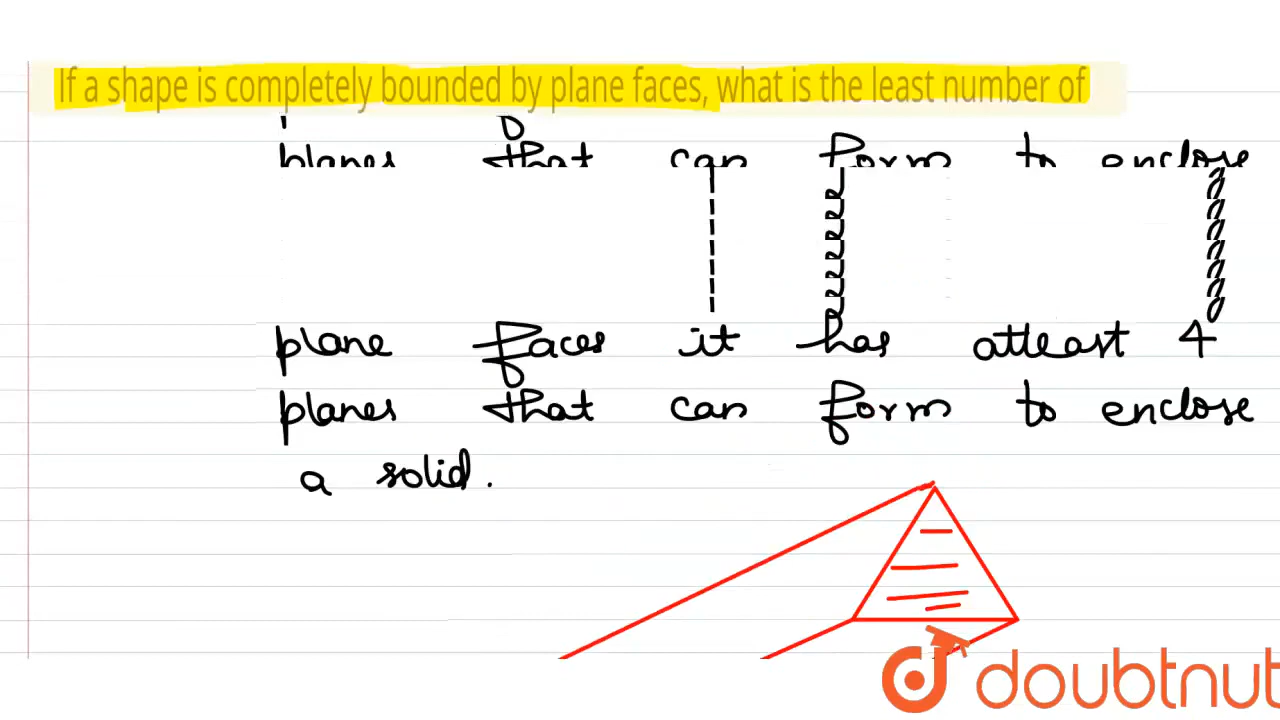 If a shape is completely bounded by plane faces, what is the least number of
planes that can form to enclose
plane faces it has atleast 4
planes that can form to enclose
a solid.
doubtnut